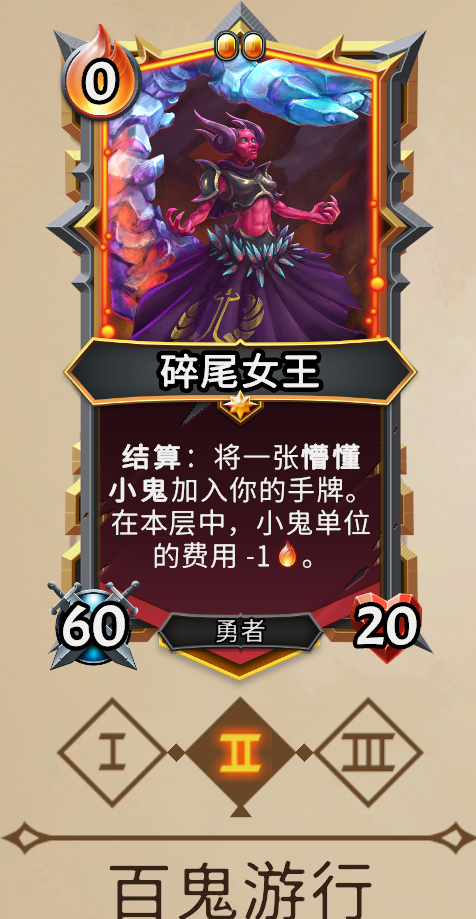 0
碎尾女王
结算：将一张懵懂
小鬼加入你的手牌。
在本层中，小鬼单位
的费用 -1。
60
勇者
20
I II III
百鬼游行